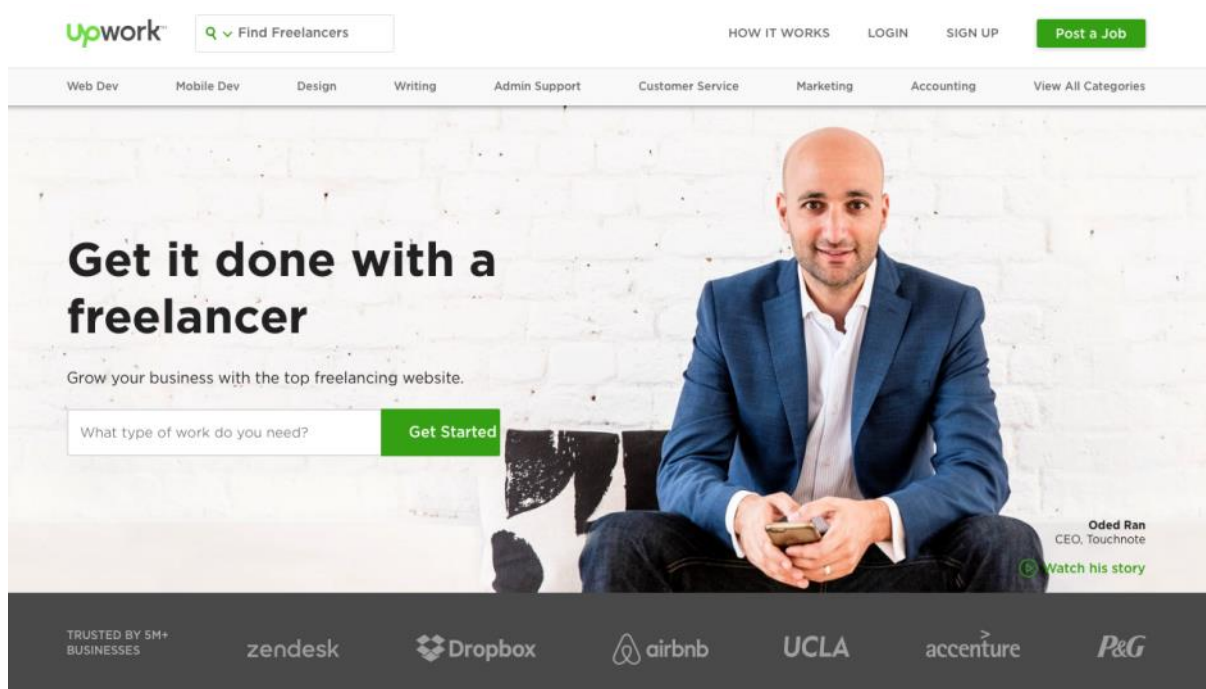 Upwork™
Find Freelancers
HOW IT WORKS
LOGIN
SIGN UP
Post a Job
Web Dev
Mobile Dev
Design
Writing
Admin Support
Customer Service
Marketing
Accounting
View All Categories
Get it done with a
freelancer
Grow your business with the top freelancing website.
What type of work do you need?
Get Started
Oded Ran
CEO, Touchnote
Watch his story
TRUSTED BY 5M+
BUSINESSES
zendesk
Dropbox
airbnb
UCLA
accenture
P&G